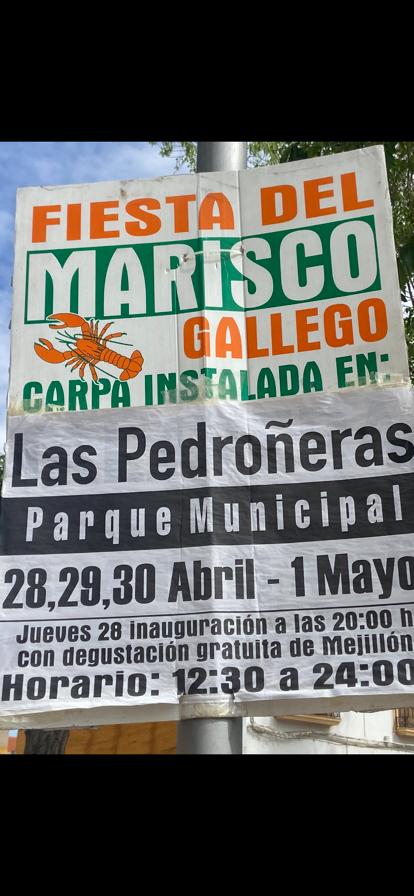 FIESTA DEL
MARISCO
GALLEGO
CARPA INSTALADA EN:
Las Pedroñeras
Parque Municipal
28,29,30 Abril - 1 Mayo
Jueves 28 inauguración a las 20:00 h
con degustación gratuita de Mejillón
Horario: 12:30 a 24:00